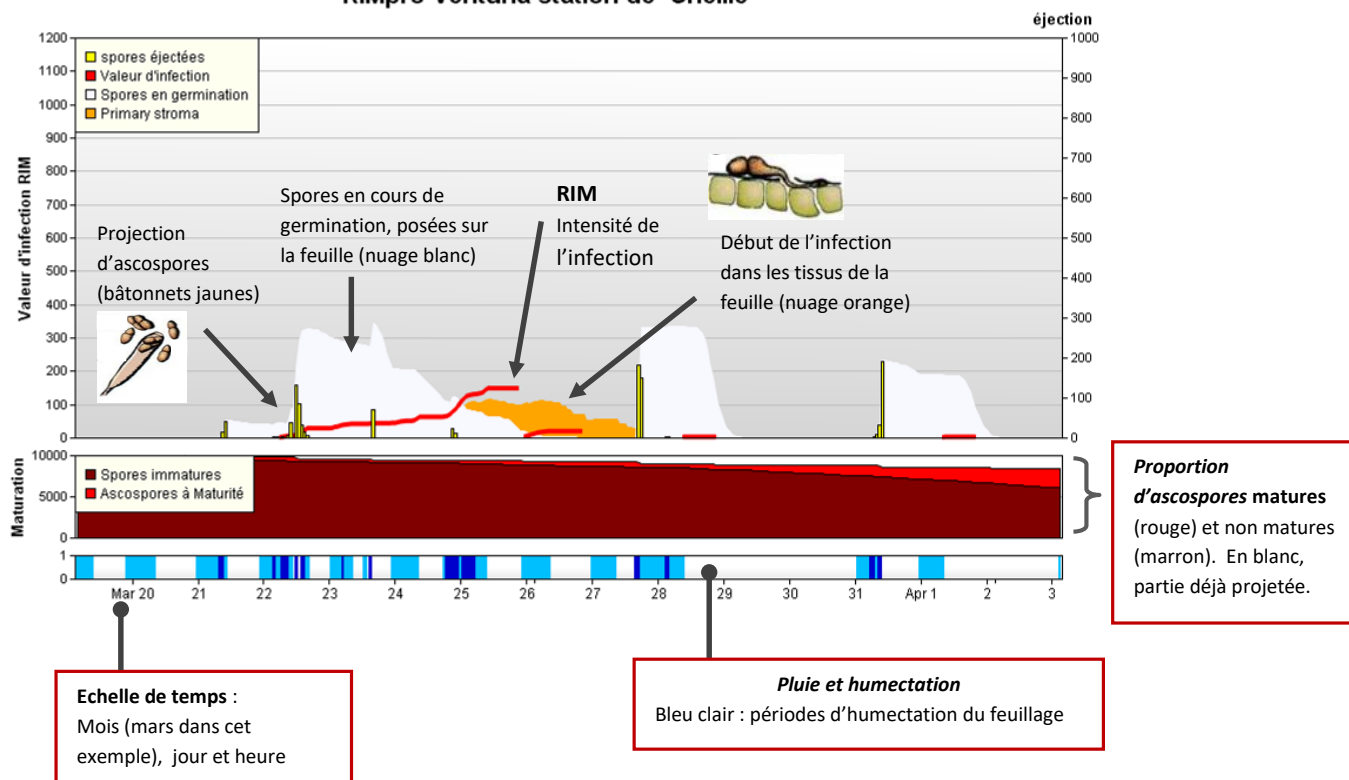 éjection
1200
1100
1000
900
800
700
600
500
400
300
200
100
0
Valeur d'infection RIM
spores éjectées
Valeur d'infection
Spores en germination
Primary stroma
1000
900
800
700
600
500
400
300
200
100
0
Projection
d'ascospores
(bâtonnets jaunes)
Spores en cours de
germination, posées sur
la feuille (nuage blanc)
RIM
Intensité de
l'infection
Début de l'infection
dans les tissus de la
feuille (nuage orange)
10000
5000
0
Maturation
Spores immatures
Ascospores à Maturité
1
0
Mar 20 21 22 23 24 25 26 27 28 29 30 31 Apr 1 2 3
Proportion
d'ascospores matures
(rouge) et non matures
(marron). En blanc,
partie déjà projetée.
Echelle de temps :
Mois (mars dans cet
exemple), jour et heure
Pluie et humectation
Bleu clair : périodes d'humectation du feuillage